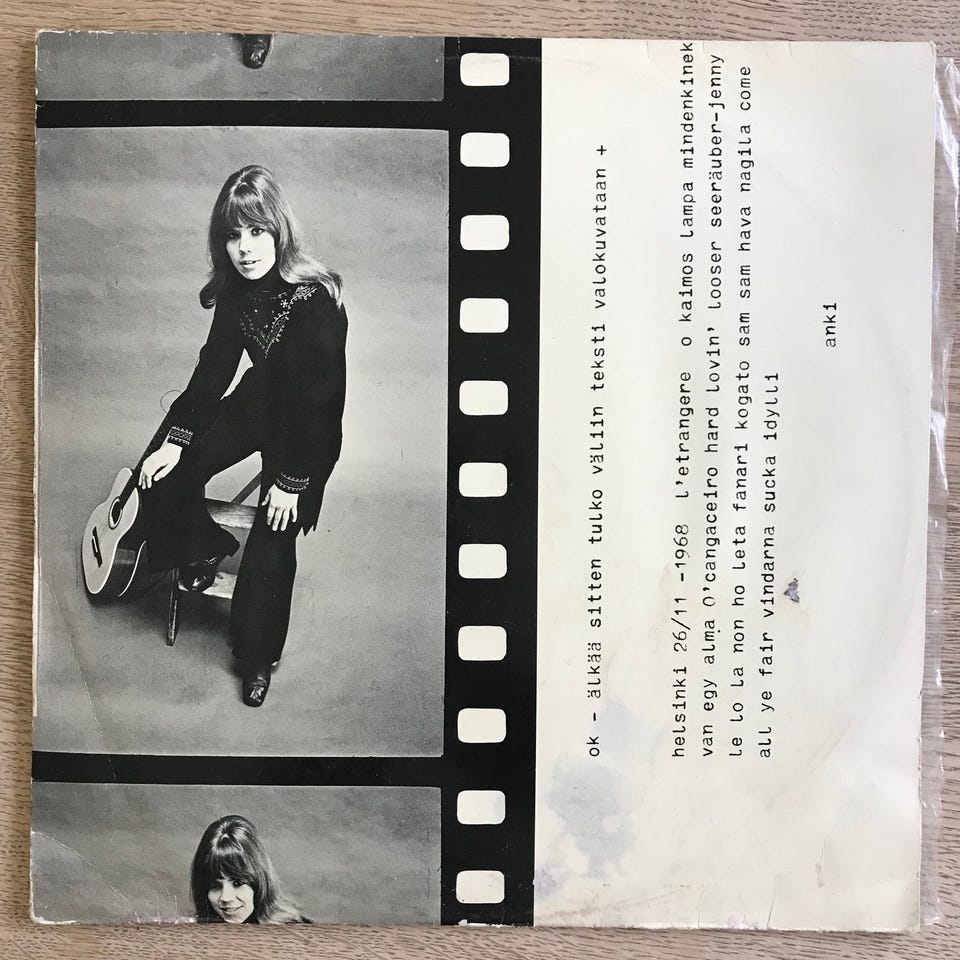 ok - älkää sitten tulko väliin teksti valokuvataan +
helsinki 26/11 -1968 l'etrangere o kaimos lampa mindenkinek
van egy alma O'cangaceiro hard lovin' looser seeräuber-jenny
le lo la non ho leta fanari kogato sam sam hava nagila come
all ye fair vindarna sucka idylli
anki